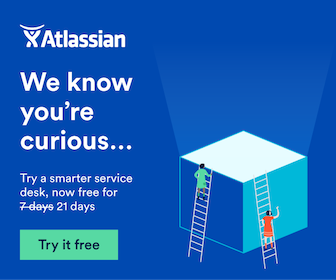 Atlassian
We know
you're
curious...
Try a smarter service
desk, now free for
7 days 21 days
Try it free